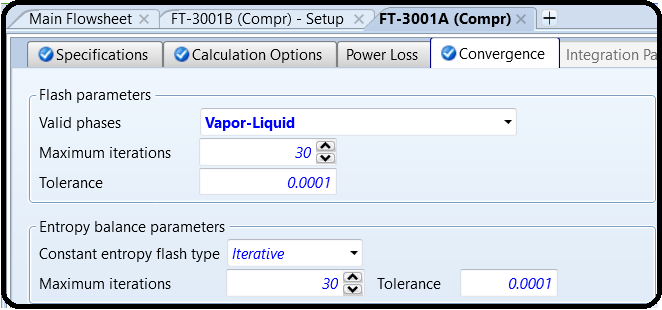 Main Flowsheet FT-3001B (Compr) - Setup FT-3001A (Compr)
Specifications Calculation Options Power Loss Convergence Integration Pa
Flash parameters
Valid phases Vapor-Liquid
Maximum iterations 30
Tolerance 0.0001
Entropy balance parameters
Constant entropy flash type Iterative
Maximum iterations 30 Tolerance 0.0001